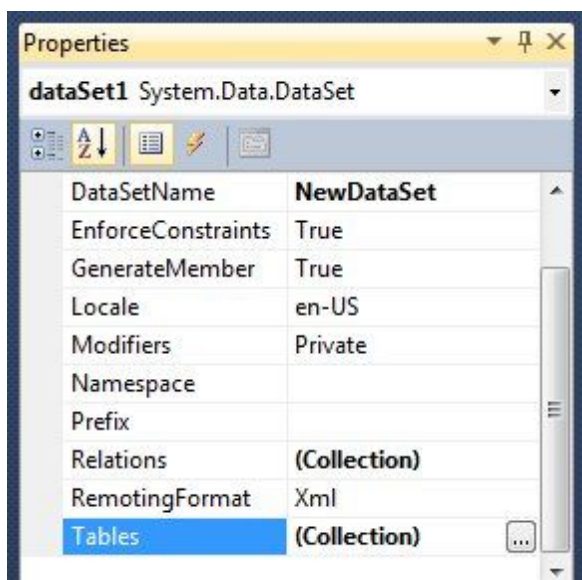 Properties
dataSet1 System.Data.DataSet
DataSetName NewDataSet
EnforceConstraints True
GenerateMember True
Locale en-US
Modifiers Private
Namespace
Prefix
Relations (Collection)
RemotingFormat Xml
Tables (Collection) ...